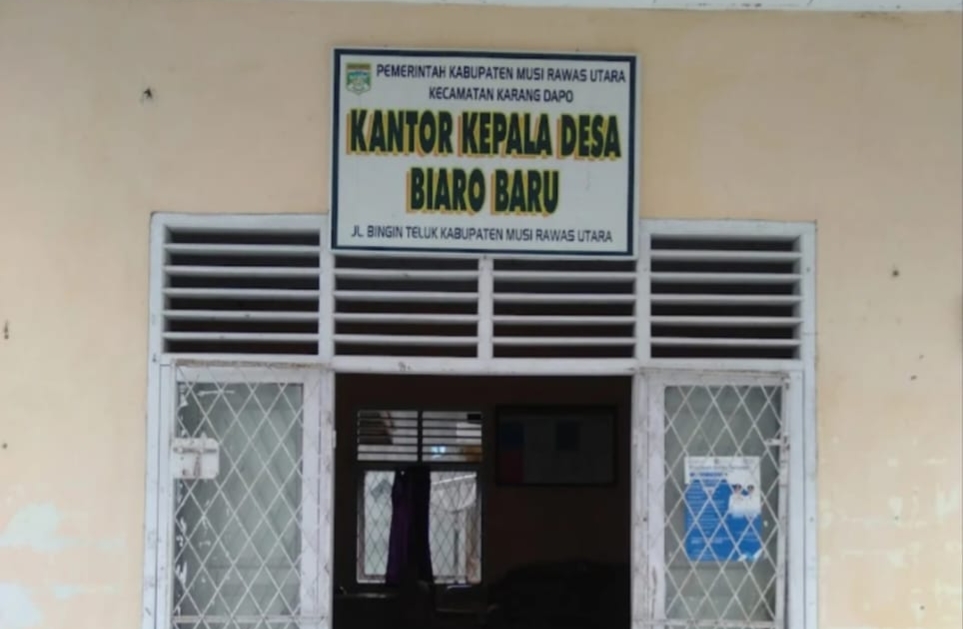 PEMERINTAH KABUPATEN MUSI RAWAS UTARA
KECAMATAN KARANG DAPO
KANTOR KEPALA DESA
BIARO BARU
JL. BINGIN TELUK KABUPATEN MUSI RAWAS UTARA